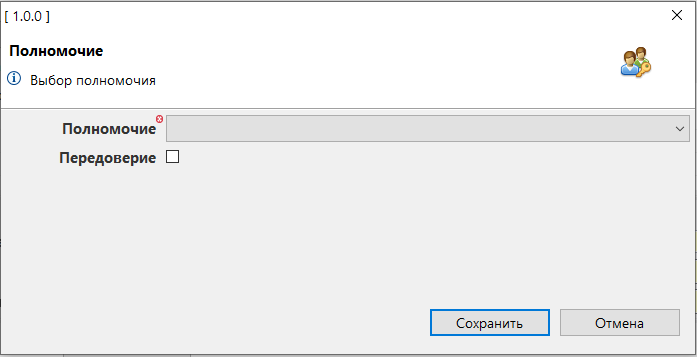 [ 1.0.0 ]
Полномочие
Выбор полномочия
Полномочие
Передоверие
Сохранить Отмена